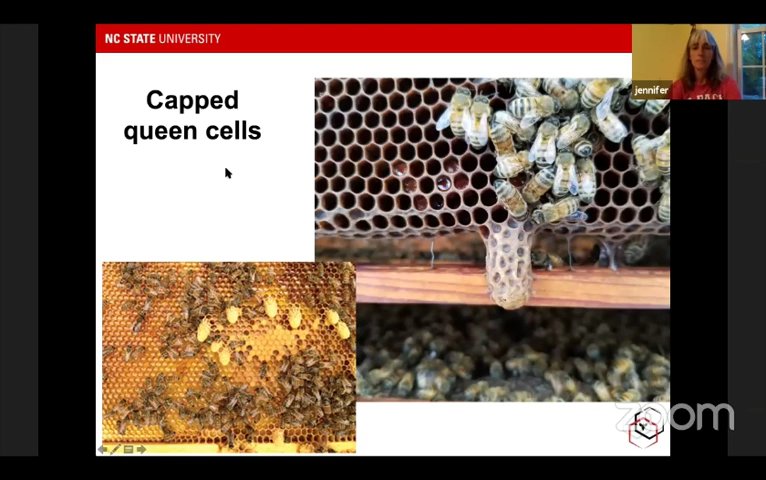 NC STATE UNIVERSITY
jennifer
Capped
queen cells
zoom